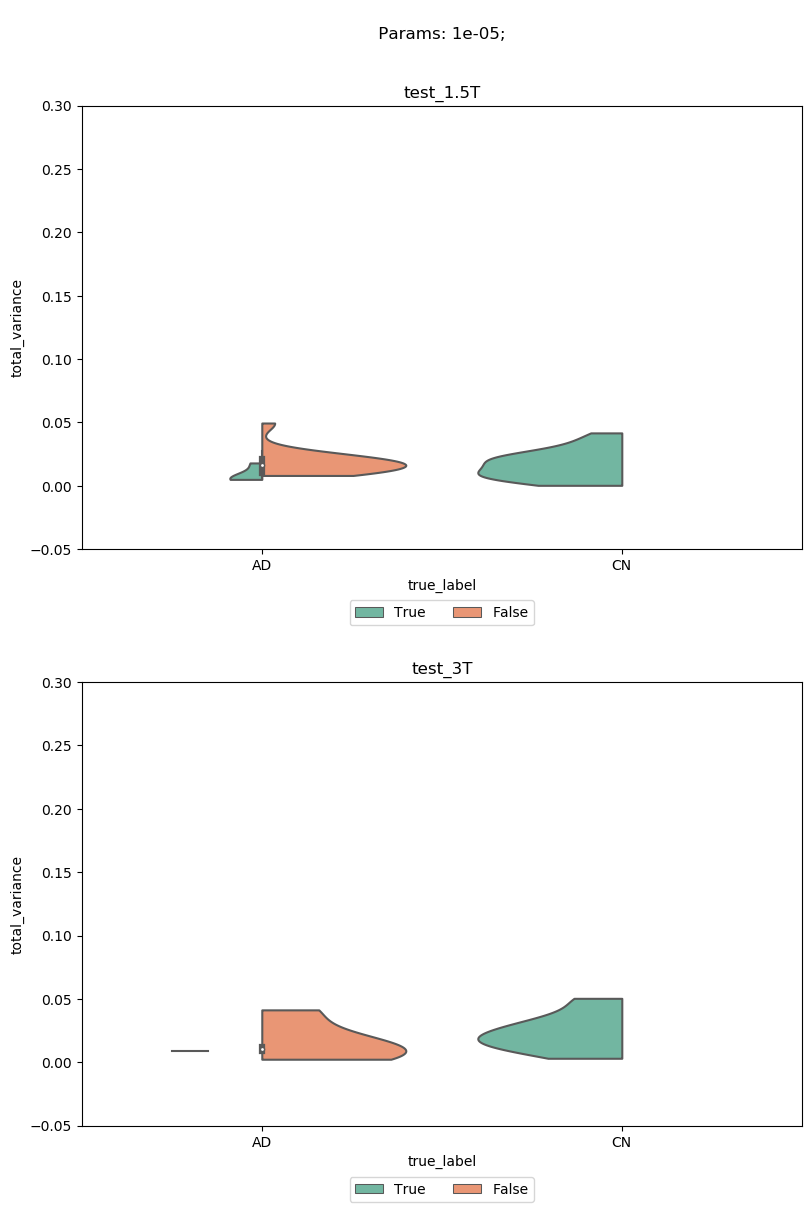 Params: 1e-05;
test_1.5T
0.30
0.25
0.20
0.15
0.10
0.05
0.00
−0.05
total_variance
AD CN
true_label
True False
test_3T
0.30
0.25
0.20
0.15
0.10
0.05
0.00
−0.05
total_variance
AD CN
true_label
True False